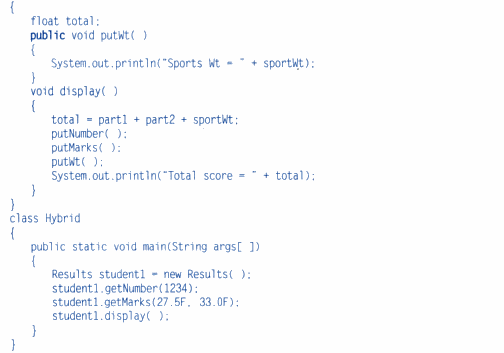 {
float total;
public void putWt( )
{
System.out.println("Sports Wt = " + sportWt);
}
void display( )
{
total = part1 + part2 + sportWt;
putNumber( );
putMarks( );
putWt( );
System.out.println("Total score = " + total);
}
}
class Hybrid
{
public static void main(String args[ ])
{
Results student1 = new Results( );
student1.getNumber(1234);
student1.getMarks(27.5F, 33.0F);
student1.display( );
}
}